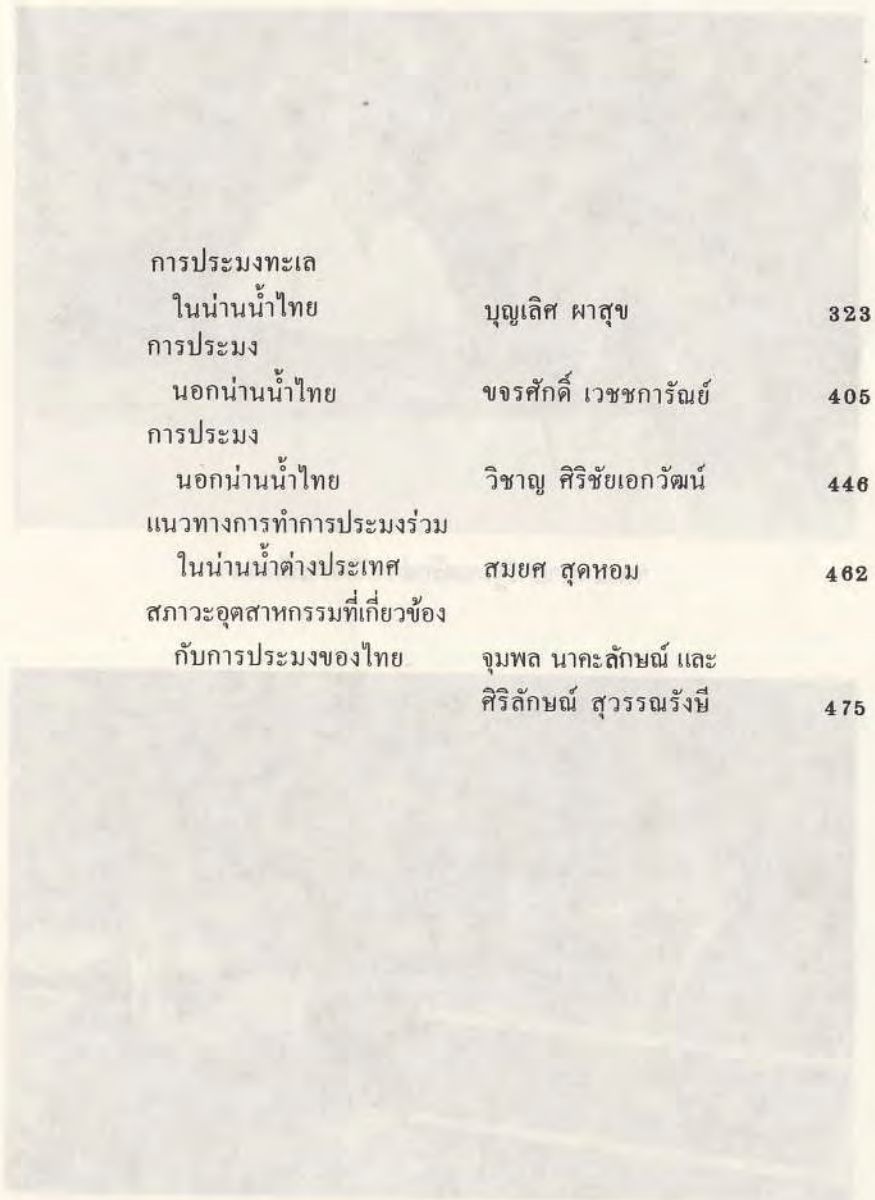 การประมงทะเล
ในน่านน้ำไทย บุญเลิศ ผาสุข 323
การประมง
นอกน่านน้ำไทย ขจรศักดิ์ เวชชการัณย์ 405
การประมง
นอกน่านน้ำไทย วิชาญ ศิริชัยเอกวัฒน์ 446
แนวทางการทำการประมงร่วม
ในน่านน้ำต่างประเทศ สมยศ สุดหอม 462
สภาวะอุตสาหกรรมที่เกี่ยวข้อง
กับการประมงของไทย จุมพล นาคะลักษณ์ และ
ศิริลักษณ์ สุวรรณรังษี 475